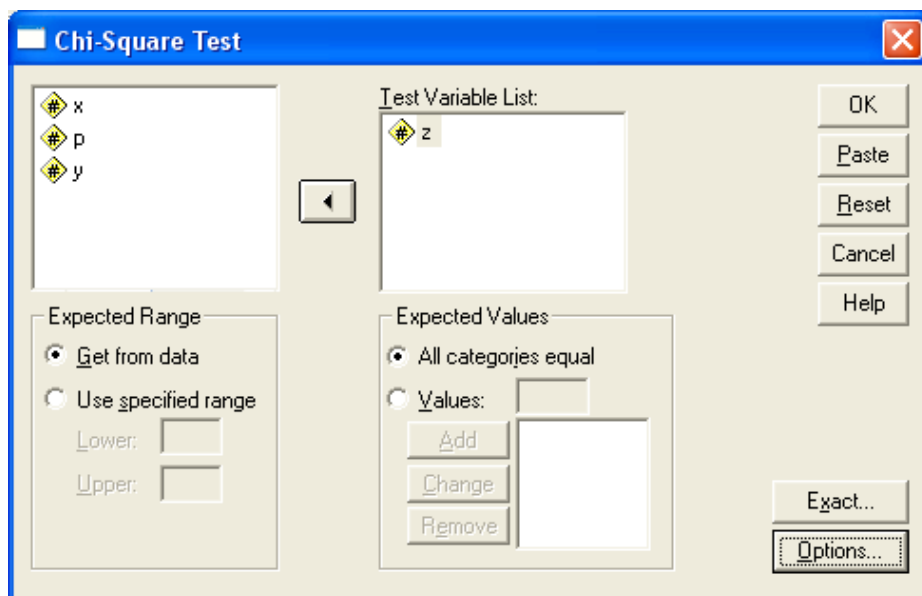 Chi-Square Test
x
p
y
Test Variable List:
z
OK
Paste
Reset
Cancel
Help
Expected Range
Get from data
Use specified range
Lower:
Upper:
Expected Values
All categories equal
Values:
Add
Change
Remove
Exact...
Options...